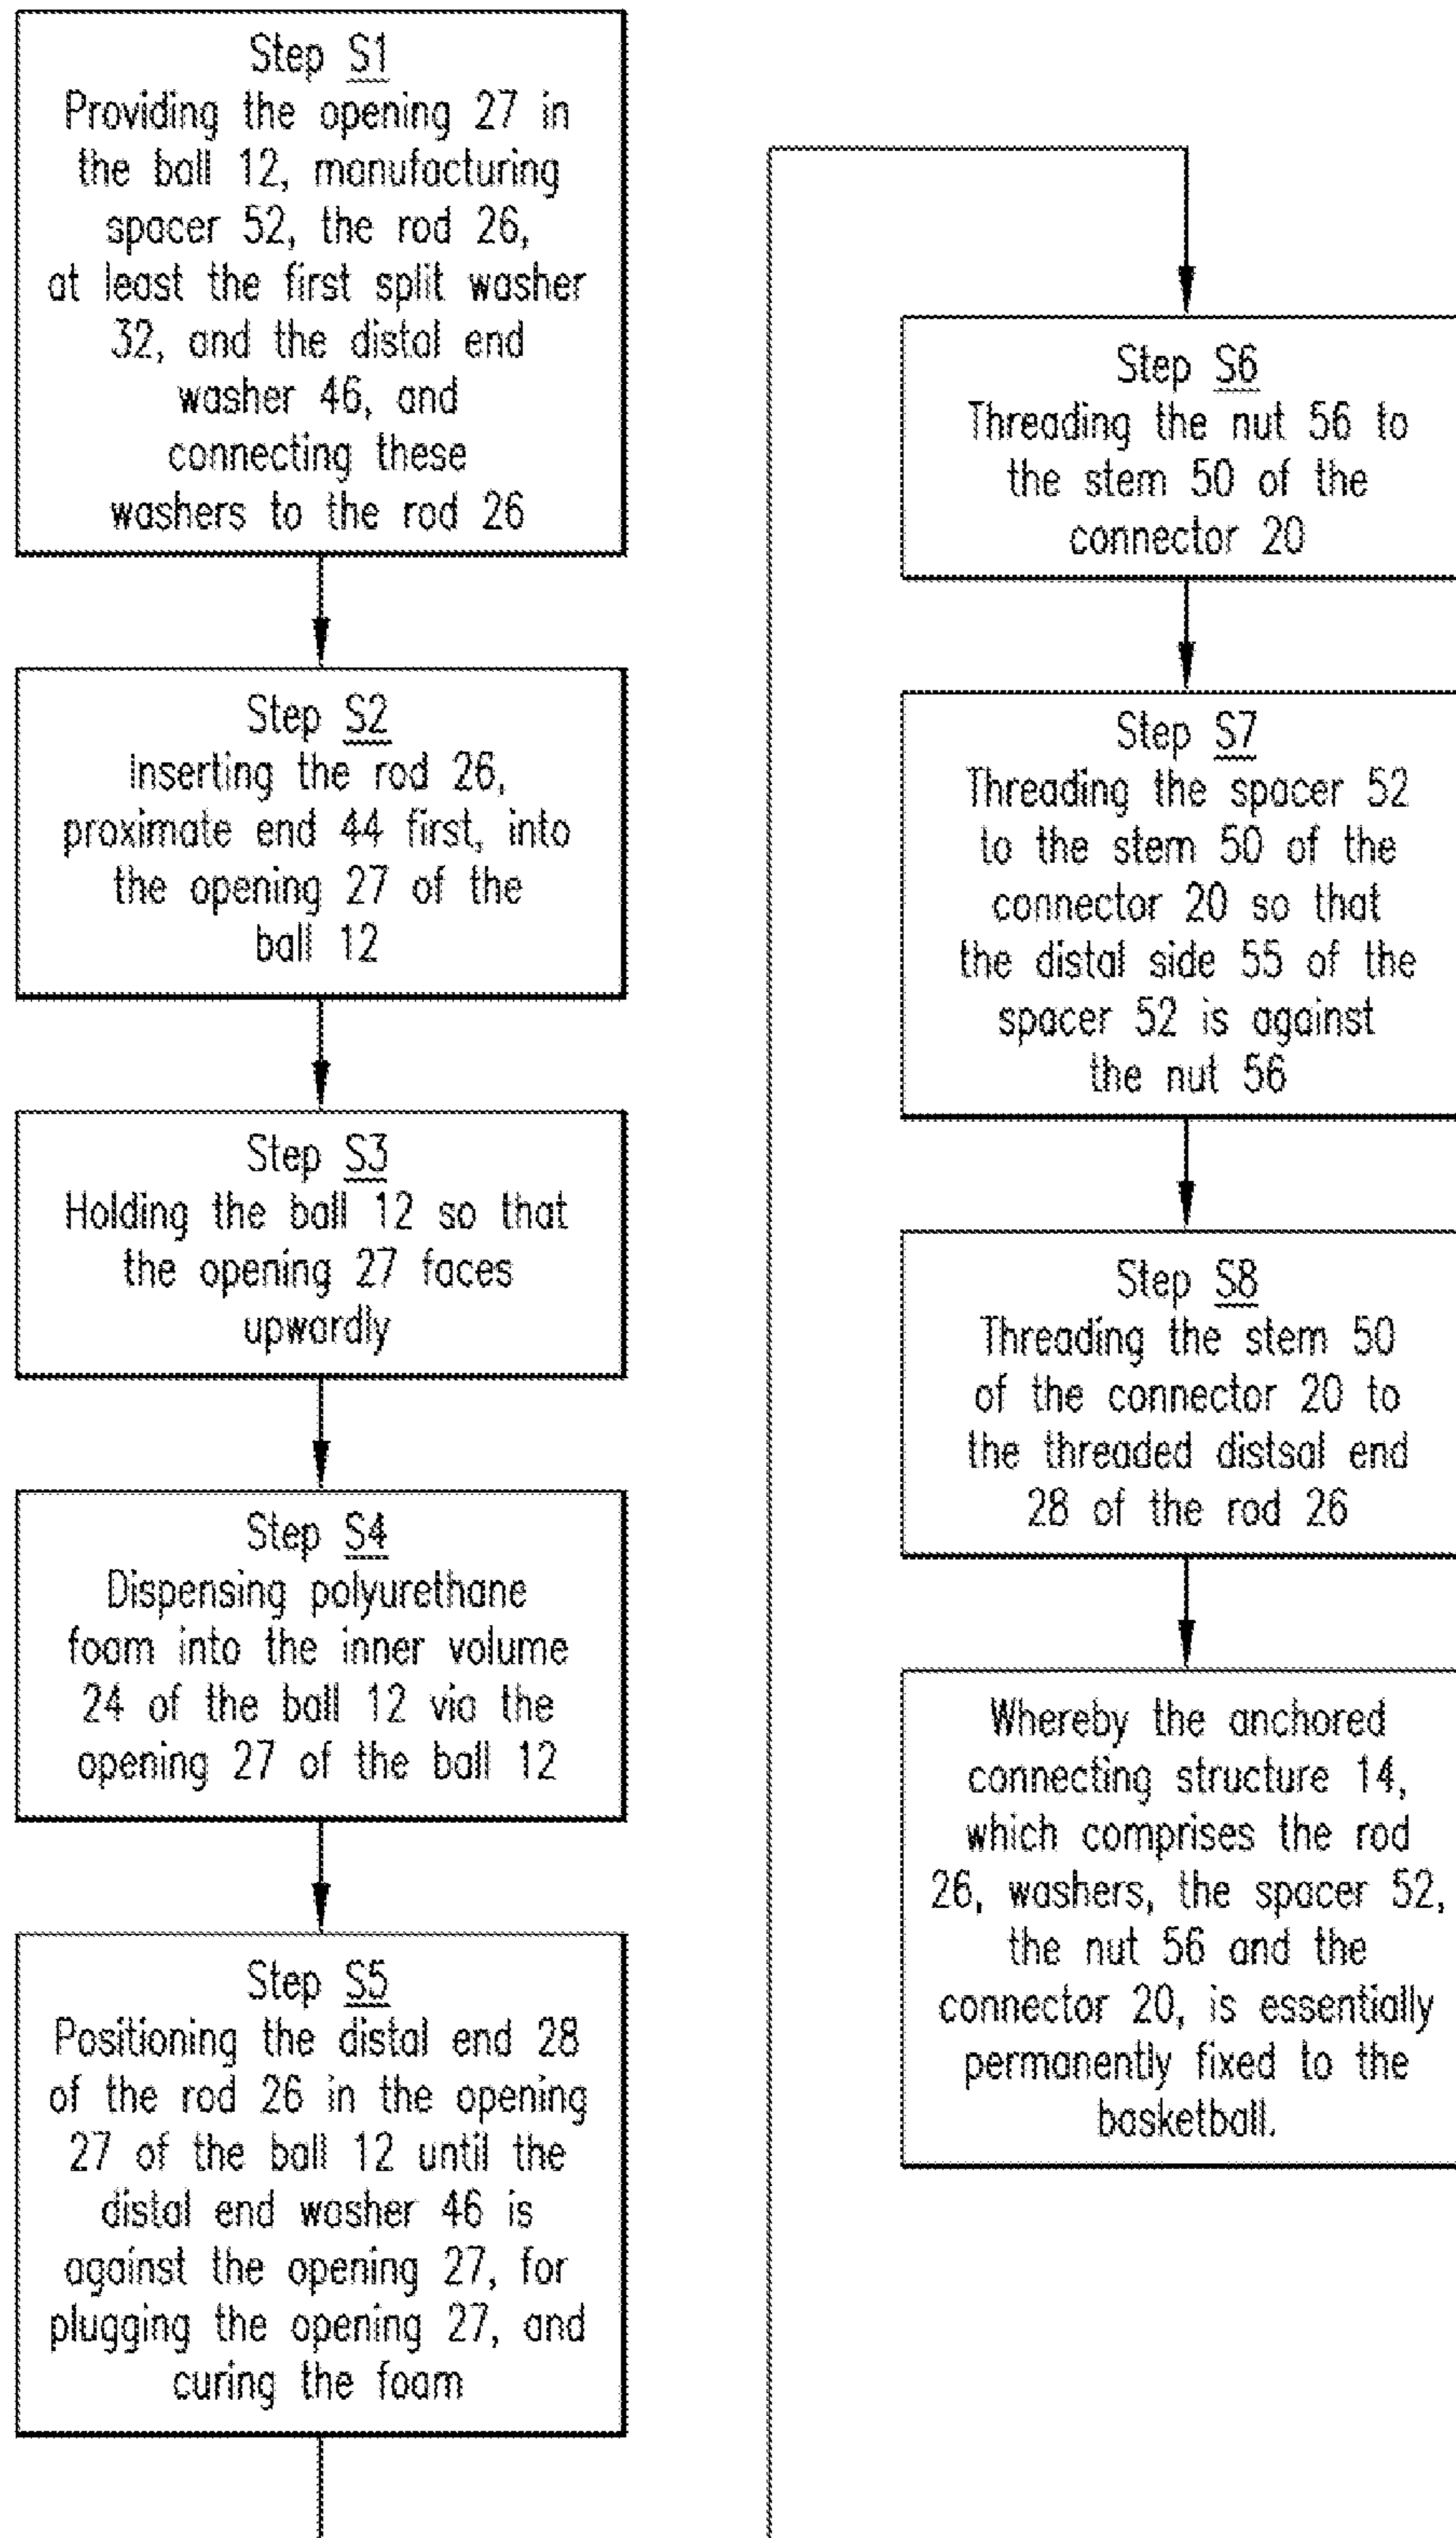 Step S1
Providing the opening 27 in
the ball 12, manufacturing
spacer 52, the rod 26,
at least the first split washer
32, and the distal end
washer 46, and
connecting these
washers to the rod 26
Step S2
Inserting the rod 26,
proximate end 44 first, into
the opening 27 of the
ball 12
Step S3
Holding the ball 12 so that
the opening 27 faces
upwardly
Step S4
Dispensing polyurethane
foam into the inner volume
24 of the ball 12 via the
opening 27 of the ball 12
Step S5
Positioning the distal end 28
of the rod 26 in the opening
27 of the ball 12 until the
distal end washer 46 is
against the opening 27, for
plugging the opening 27, and
curing the foam
Step S6
Threading the nut 56 to
the stem 50 of the
connector 20
Step S7
Threading the spacer 52
to the stem 50 of the
connector 20 so that
the distal side 55 of the
spacer 52 is against
the nut 56
Step S8
Threading the stem 50
of the connector 20 to
the threaded distsal end
28 of the rod 26
Whereby the anchored
connecting structure 14,
which comprises the rod
26, washers, the spacer 52,
the nut 56 and the
connector 20, is essentially
permanently fixed to the
basketball.